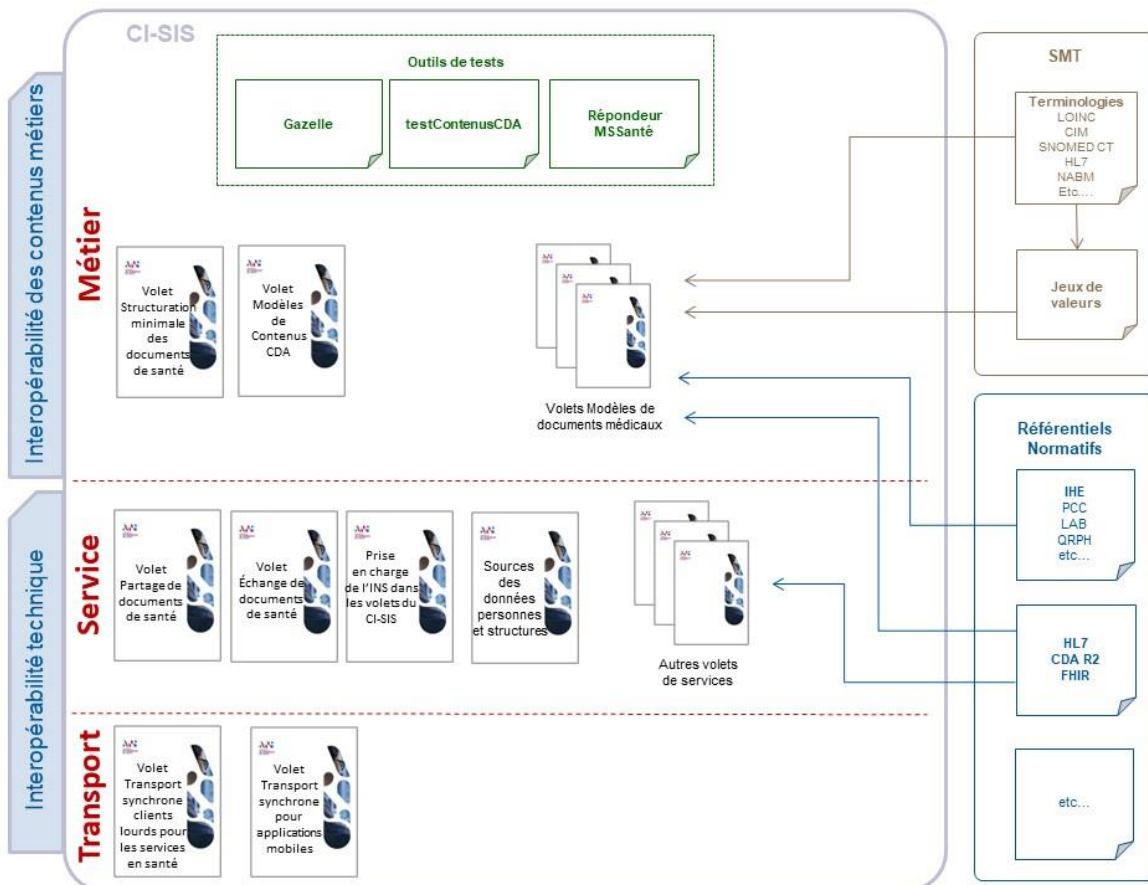 CI-SIS
Interopérabilité des contenus métiers
Interopérabilité technique
Métier
Outils de tests
Gazelle
testContenusCDA
Répondeur
MSSanté
Volet
Structuration
minimale
des
documents
de santé
Volet
Modèles
de
Contenus
CDA
Volets Modèles de
documents médicaux
Service
Volet
Partage de
documents
de santé
Volet
Échange de
documents
de santé
Prise
en charge
de l'INS dans
les volets du
CI-SIS
Sources
des
données
personnes
et structures
Autres volets
de services
Transport
Volet
Transport
synchrone
clients
lourds pour
les services
en santé
Volet
Transport
synchrone
pour
applications
mobiles
SMT
Terminologies
LOINC
CIM
SNOMED CT
HL7
NABM
Etc....
Jeux de
valeurs
Référentiels
Normatifs
IHE
PCC
LAB
QRPH
etc...
HL7
CDA R2
FHIR
etc...